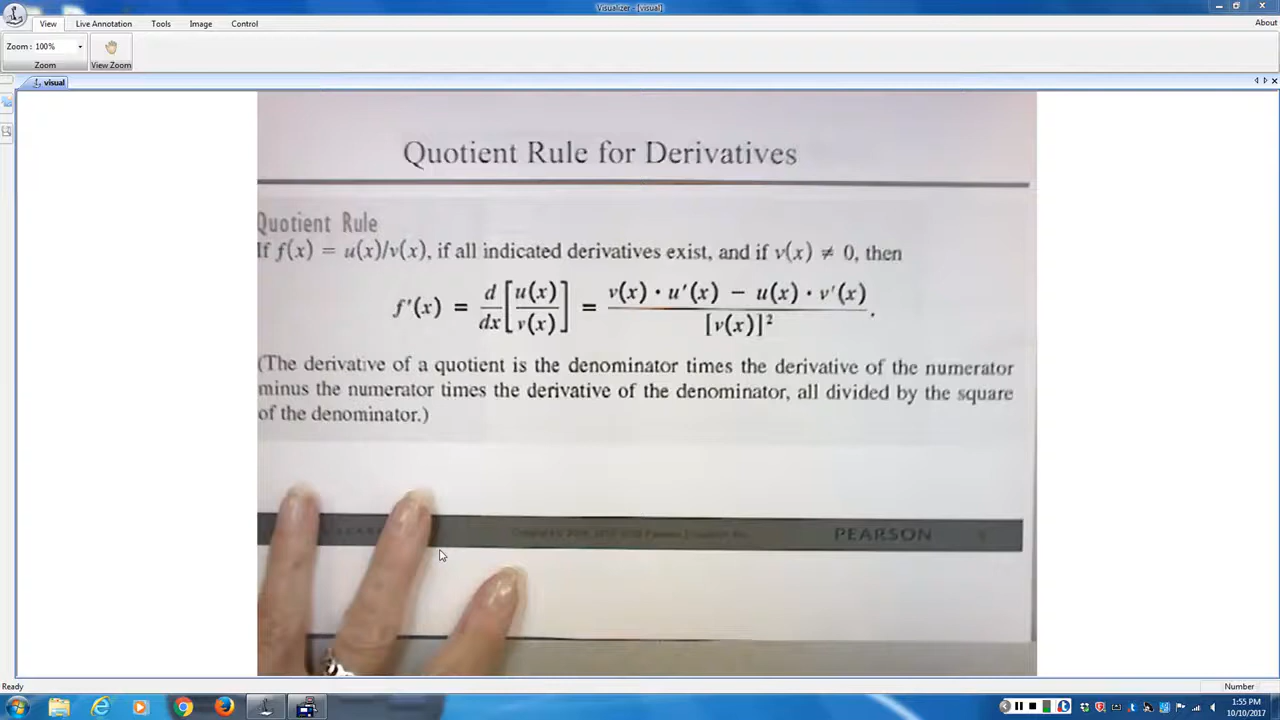 Visualizer - [visual]
View Live Annotation Tools Image Control About
Zoom : 100%
Zoom View Zoom
visual
Quotient Rule for Derivatives
Quotient Rule
If f(x) = u(x)/v(x), if all indicated derivatives exist, and if v(x) ≠ 0, then
f'(x) = d/dx [u(x)/v(x)] = v(x) · u'(x) − u(x) · v'(x) / [v(x)]².
(The derivative of a quotient is the denominator times the derivative of the numerator
minus the numerator times the derivative of the denominator, all divided by the square
of the denominator.)
PEARSON
Ready Number
1:55 PM
10/10/2017